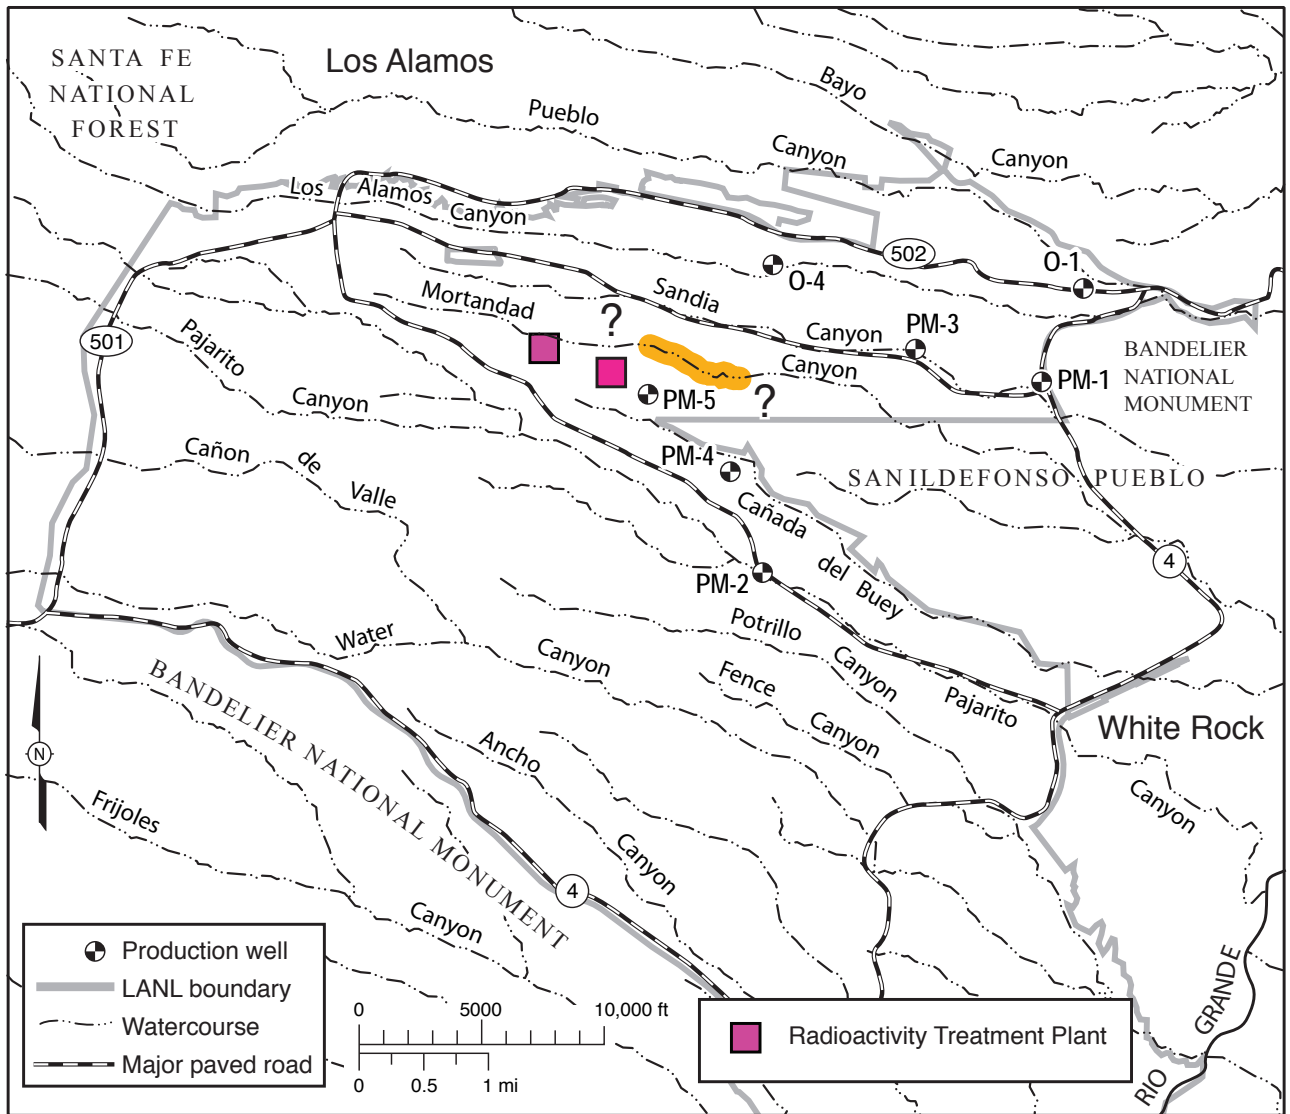 SANTA FE
NATIONAL
FOREST
Los Alamos
Bayo
Pueblo
Canyon
Canyon
Los Alamos Canyon
502
O-1
O-4
Sandia
Mortandad
?
Canyon
PM-3
501
Pajarito
Canyon
BANDELIER
NATIONAL
MONUMENT
PM-1
PM-5
?
Canyon
Cañon de Valle
PM-4
SAN ILDEFONSO PUEBLO
Cañada del Buey
4
PM-2
Water
Canyon
Potrillo
Canyon
Fence
Canyon
Pajarito
White Rock
Canyon
BANDELIER NATIONAL MONUMENT
N
Ancho
Canyon
Frijoles
Canyon
4
RIO GRANDE
Production well
LANL boundary
Watercourse
Major paved road
0 5000 10,000 ft
0 0.5 1 mi
Radioactivity Treatment Plant